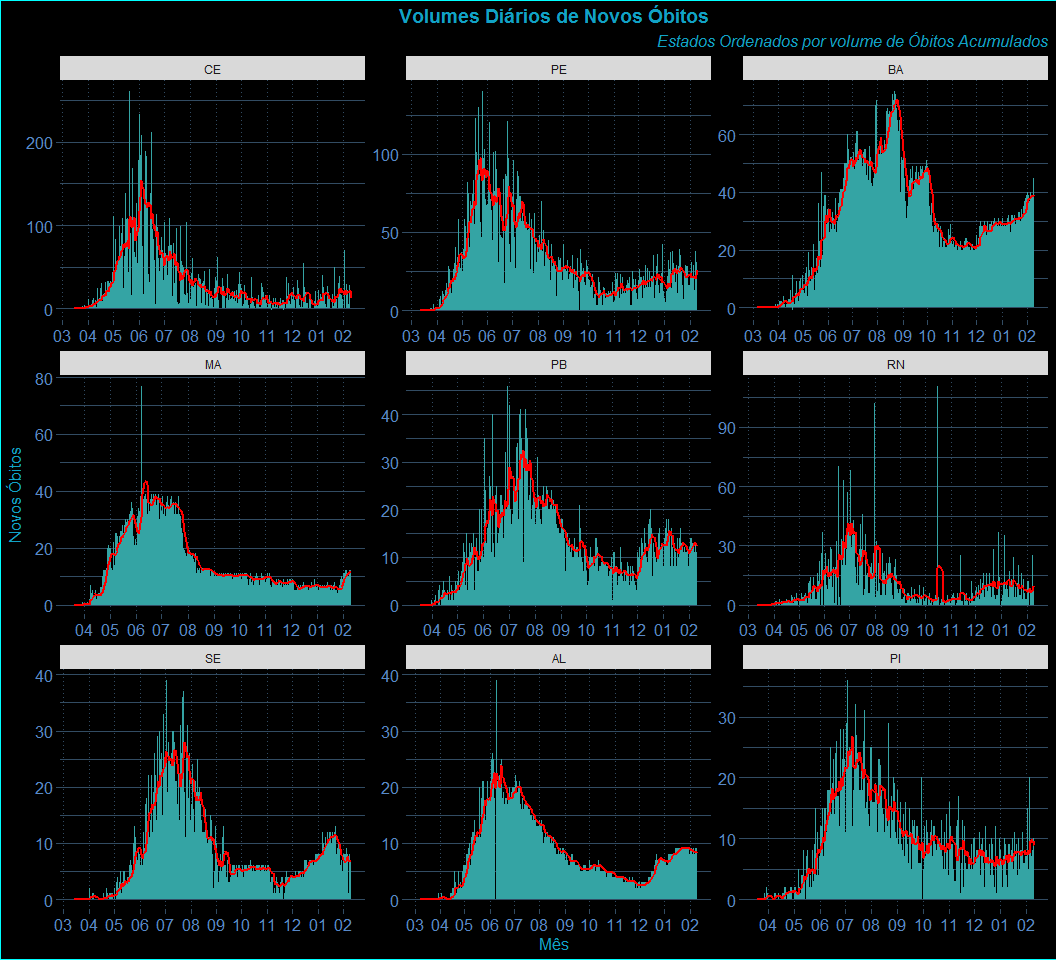 Volumes Diários de Novos Óbitos
Estados Ordenados por volume de Óbitos Acumulados
CE
200
100
0
03 04 05 06 07 08 09 10 11 12 01 02
PE
100
50
0
03 04 05 06 07 08 09 10 11 12 01 02
BA
60
40
20
0
03 04 05 06 07 08 09 10 11 12 01 02
MA
80
60
40
20
0
04 05 06 07 08 09 10 11 12 01 02
PB
40
30
20
10
0
04 05 06 07 08 09 10 11 12 01 02
RN
90
60
30
0
03 04 05 06 07 08 09 10 11 12 01 02
SE
40
30
20
10
0
03 04 05 06 07 08 09 10 11 12 01 02
AL
40
30
20
10
0
03 04 05 06 07 08 09 10 11 12 01 02
PI
30
20
10
0
04 05 06 07 08 09 10 11 12 01 02
Novos Óbitos
Mês